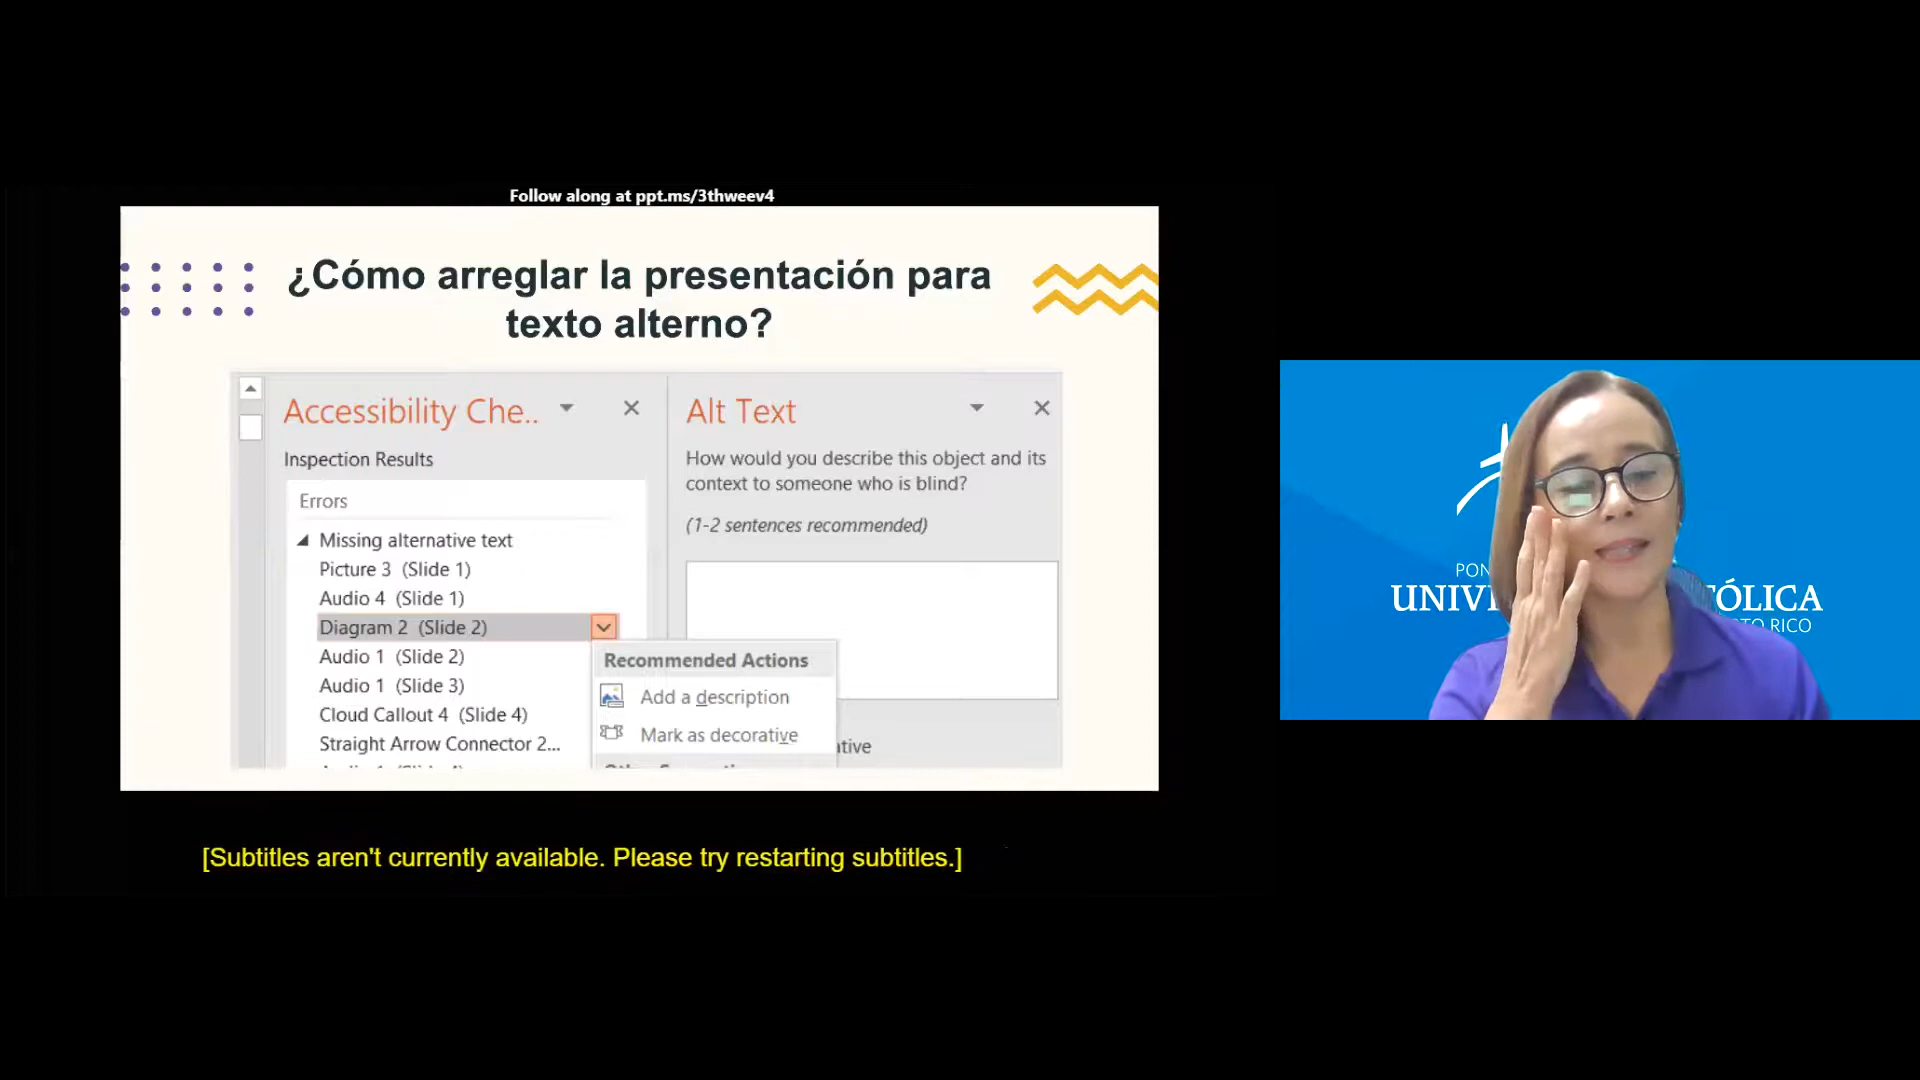 Follow along at ppt.ms/3thweev4
¿Cómo arreglar la presentación para
texto alterno?
Accessibility Che..
Inspection Results
Errors
Missing alternative text
Picture 3 (Slide 1)
Audio 4 (Slide 1)
Diagram 2 (Slide 2)
Audio 1 (Slide 2)
Audio 1 (Slide 3)
Cloud Callout 4 (Slide 4)
Straight Arrow Connector 2...
Recommended Actions
Add a description
Mark as decorative
Alt Text
How would you describe this object and its
context to someone who is blind?
(1-2 sentences recommended)
ative
[Subtitles aren't currently available. Please try restarting subtitles.]
PON
UNIV ÓLICA
TO RICO